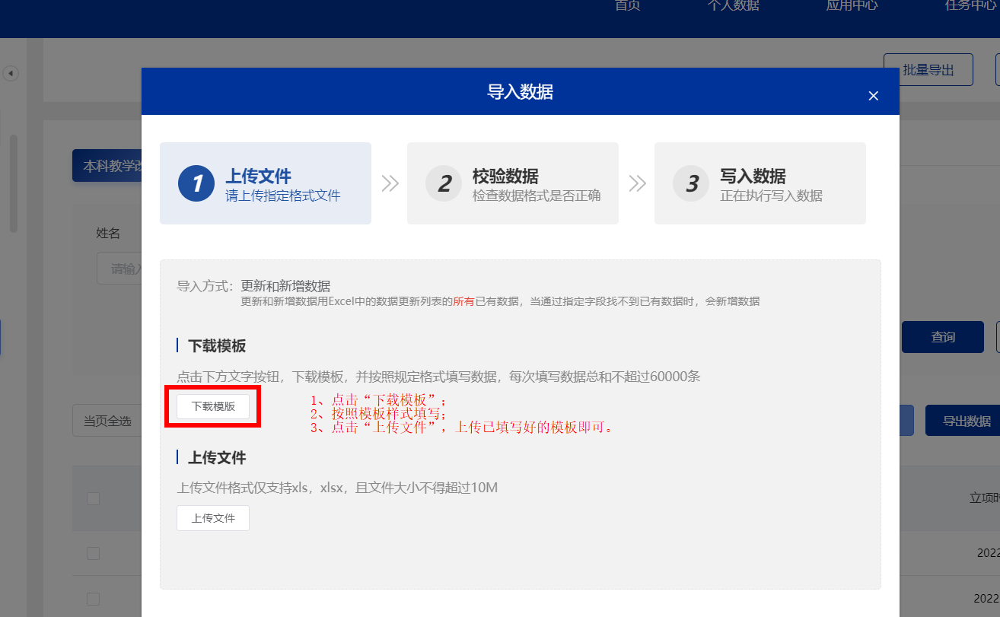 首页 个人数据 应用中心 任务中心
批量导出
导入数据
本科教学改
1 上传文件
请上传指定格式文件
2 校验数据
检查数据格式是否正确
3 写入数据
正在执行写入数据
姓名
请输入
导入方式：更新和新增数据
更新和新增数据用Excel中的数据更新列表的所有已有数据，当通过指定字段找不到已有数据时，会新增数据
查询
下载模板
点击下方文字按钮，下载模板，并按照规定格式填写数据，每次填写数据总和不超过60000条
下载模版
1、点击“下载模板”；
2、按照模板样式填写；
3、点击“上传文件”，上传已填写好的模板即可。
当页全选
导出数据
上传文件
上传文件格式仅支持xls，xlsx，且文件大小不得超过10M
立项时
上传文件
2022
2022